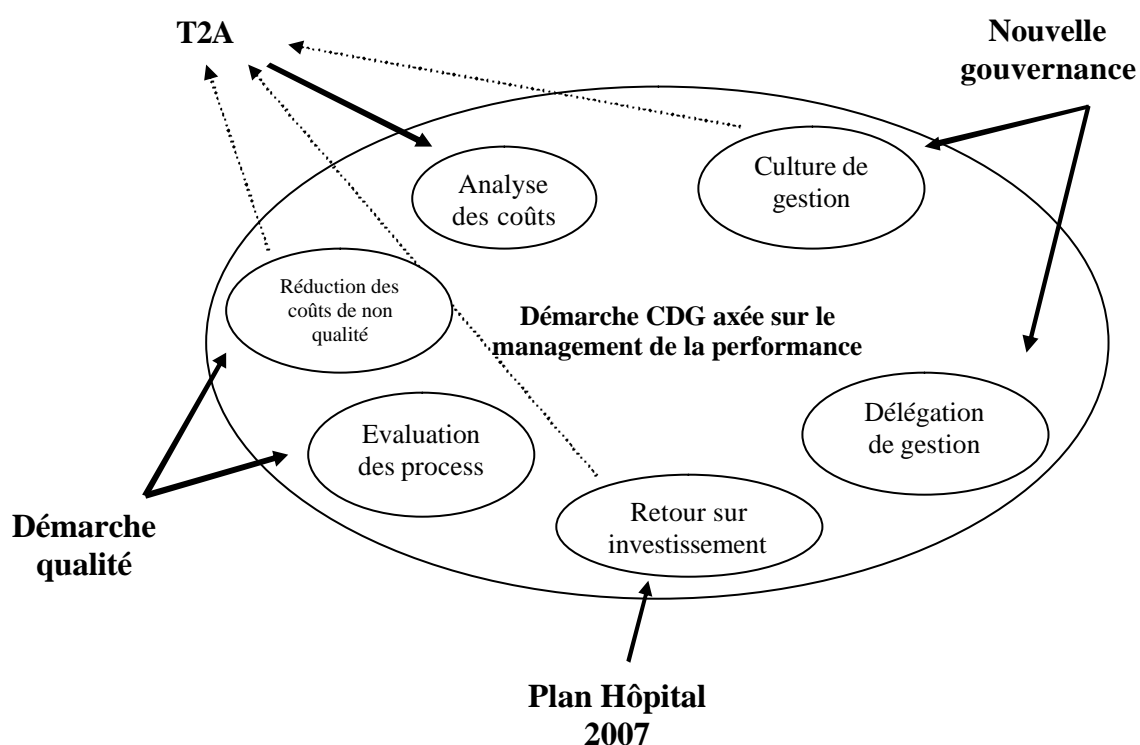 T2A
Nouvelle
gouvernance
Analyse
des coûts
Culture de
gestion
Réduction des
coûts de non
qualité
Démarche CDG axée sur le
management de la performance
Evaluation
des process
Délégation
de gestion
Retour sur
investissement
Démarche
qualité
Plan Hôpital
2007